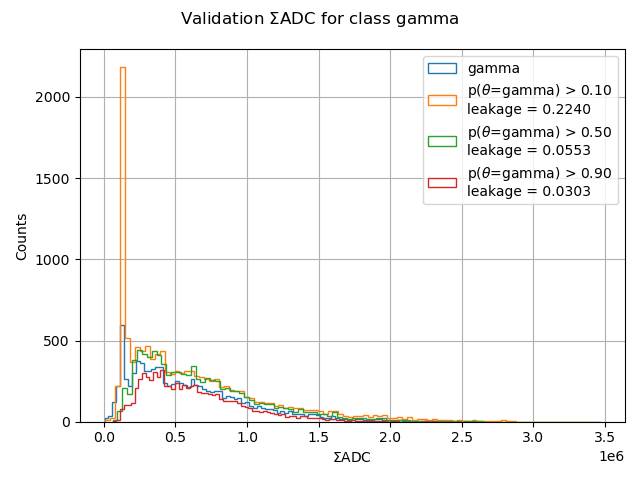 Validation ΣADC for class gamma
gamma
p(θ=gamma) > 0.10
leakage = 0.2240
p(θ=gamma) > 0.50
leakage = 0.0553
p(θ=gamma) > 0.90
leakage = 0.0303
Counts
2000
1500
1000
500
0
0.0 0.5 1.0 1.5 2.0 2.5 3.0 3.5
1e6
ΣADC